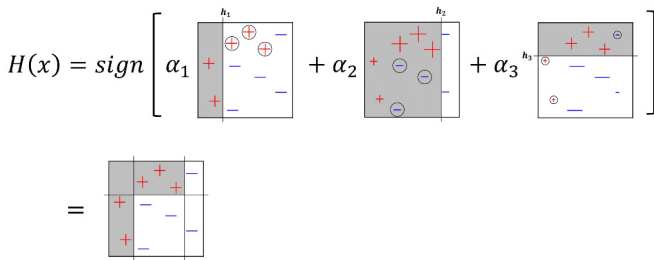 h₁ h₂
H(x) = sign [ α₁ + α₂ + α₃ ]
h₃
=